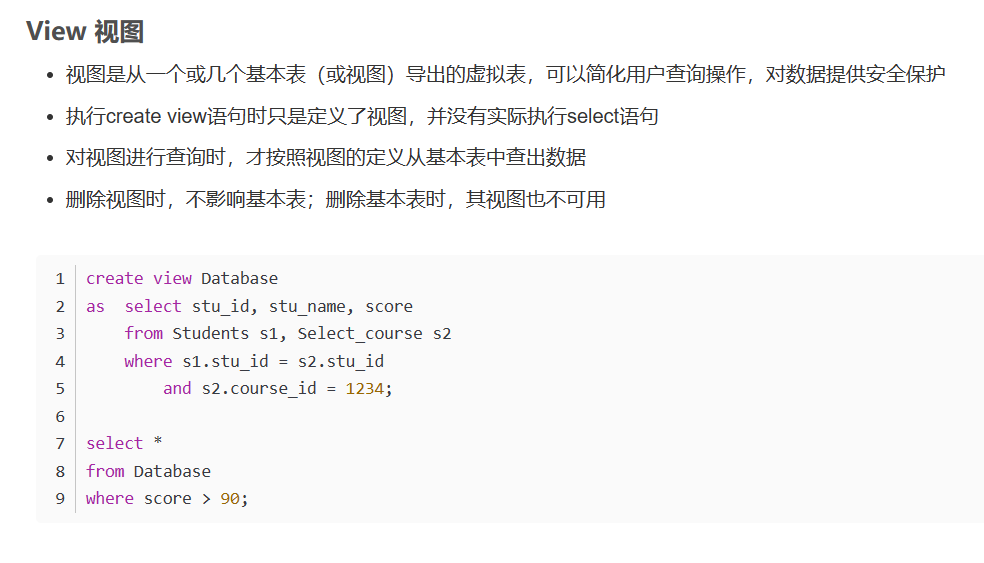 View 视图
• 视图是从一个或几个基本表（或视图）导出的虚拟表，可以简化用户查询操作，对数据提供安全保护
• 执行create view语句时只是定义了视图，并没有实际执行select语句
• 对视图进行查询时，才按照视图的定义从基本表中查出数据
• 删除视图时，不影响基本表；删除基本表时，其视图也不可用
1 create view Database
2 as  select stu_id, stu_name, score
3     from Students s1, Select_course s2
4     where s1.stu_id = s2.stu_id
5         and s2.course_id = 1234;
6
7 select *
8 from Database
9 where score > 90;